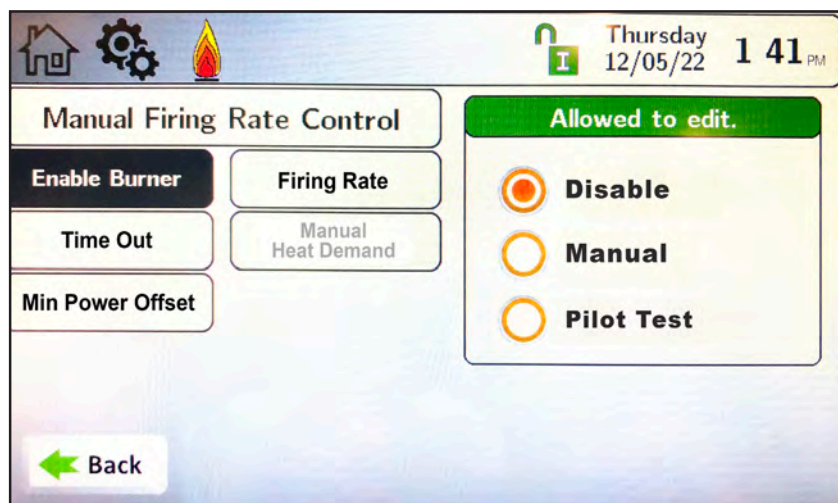 I
Thursday
12/05/22
1 41 PM
Manual Firing Rate Control
Allowed to edit.
Enable Burner
Firing Rate
Disable
Time Out
Manual
Heat Demand
Manual
Min Power Offset
Pilot Test
Back